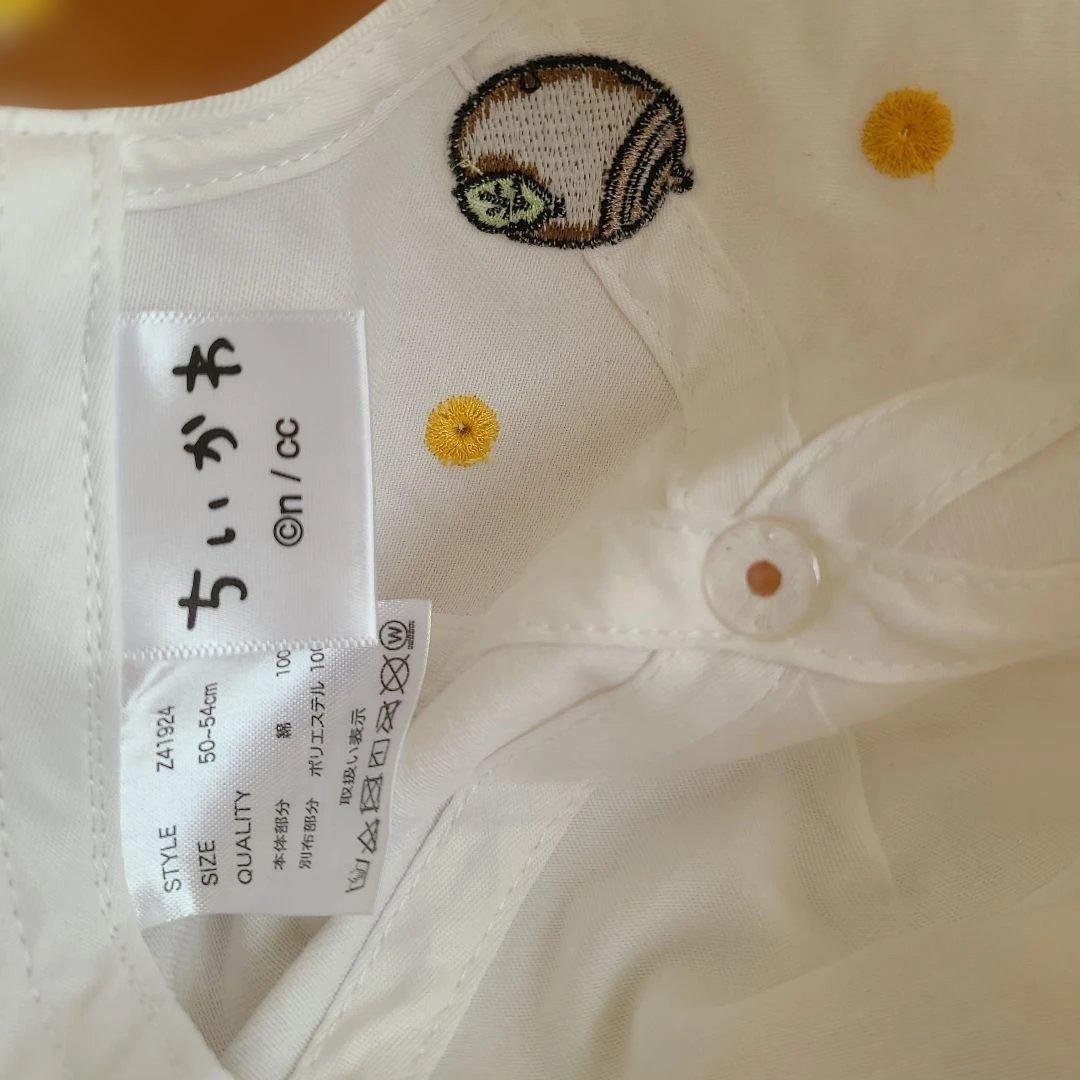 ちいかわ
©n / cc
STYLE Z41924
SIZE 50~54cm
QUALITY
本体部分 綿 100
別布部分 ポリエステル 100
取扱い表示
W